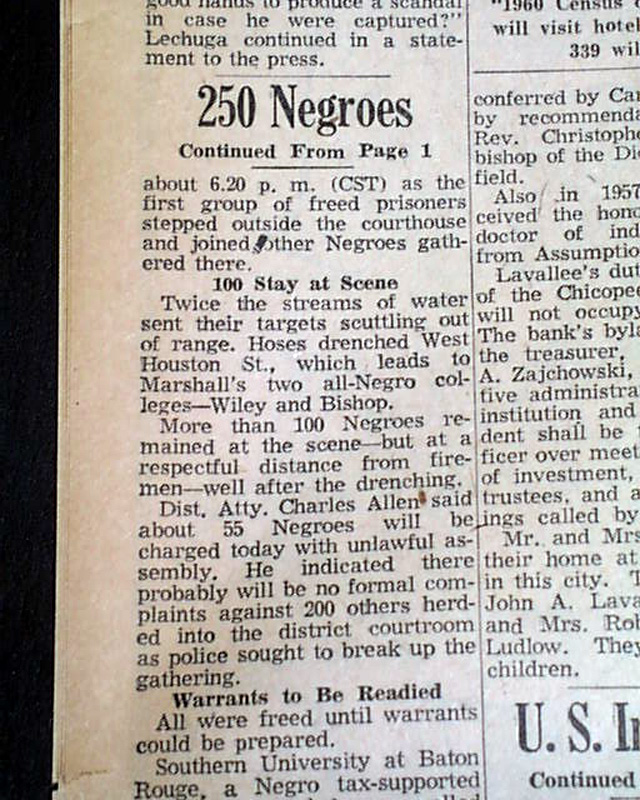 good hands to produce a scandal
in case he were captured?"
Lechuga continued in a state-
ment to the press.
250 Negroes
Continued From Page 1
about 6.20 p. m. (CST) as the
first group of freed prisoners
stepped outside the courthouse
and joined other Negroes gath-
ered there.
100 Stay at Scene
Twice the streams of water
sent their targets scuttling out
of range. Hoses drenched West
Houston St., which leads to
Marshall's two all-Negro col-
leges—Wiley and Bishop.
More than 100 Negroes re-
mained at the scene—but at a
respectful distance from fire-
men—well after the drenching.
Dist. Atty. Charles Allen said
about 55 Negroes will be
charged today with unlawful as-
sembly. He indicated there
probably will be no formal com-
plaints against 200 others herd-
ed into the district courtroom
as police sought to break up the
gathering.
Warrants to Be Readied
All were freed until warrants
could be prepared.
Southern University at Baton
Rouge, a Negro tax-supported
"1960 Census
will visit hotel
339 wil
conferred by Car
by recommenda
Rev. Christophe
bishop of the Di
field.
Also in 1957
ceived the hono
doctor of ind
from Assumptio
Lavallee's dut
of the Chicopee
will not occupy
The bank's byla
the treasurer,
A. Zajchowski,
tive administra
institution and
dent shall be
ficer over meet
of investment,
trustees, and a
ings called by
Mr. and Mrs
their home at
in this city. T
John A. Lava
and Mrs. Rob
Ludlow. They
children.
U. S. In
Continued